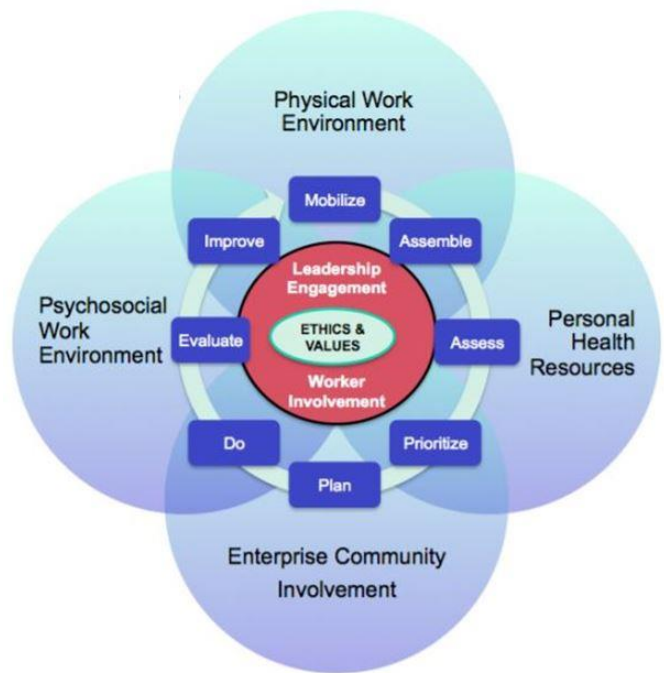 Physical Work
Environment
Mobilize
Improve
Assemble
Leadership
Engagement
Psychosocial
Work
Environment
Evaluate
ETHICS &
VALUES
Assess
Personal
Health
Resources
Worker
Involvement
Do
Prioritize
Plan
Enterprise Community
Involvement